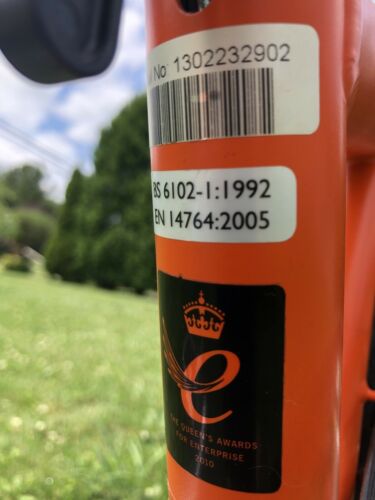 No: 1302232902
BS 6102-1:1992
EN 14764:2005
e
THE QUEEN'S AWARDS
FOR ENTERPRISE
2010